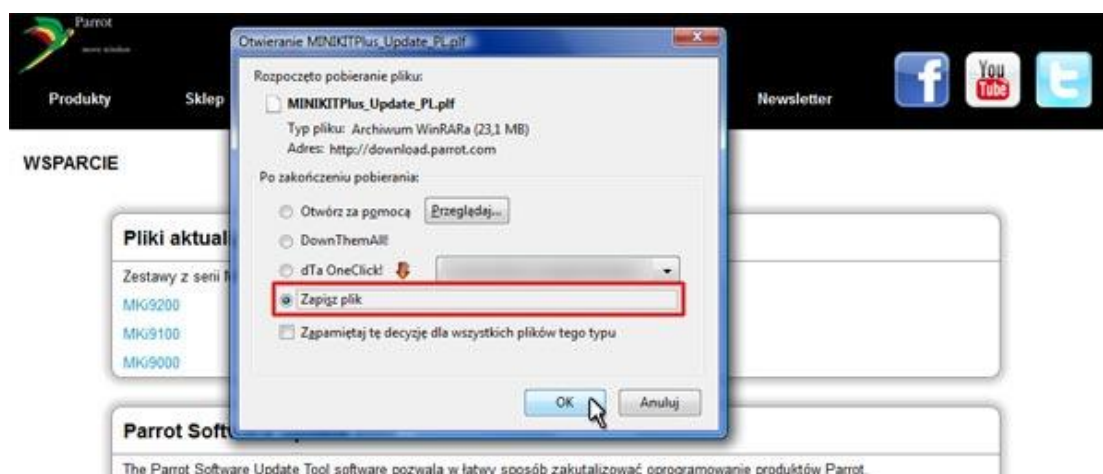 Parrot
Otwieranie MINIKITPlus_Update_PL.plf
Rozpoczęto pobieranie pliku:
MINIKITPlus_Update_PL.plf
Typ pliku: Archiwum WinRARa (23,1 MB)
Adres: http://download.parrot.com
Produkty
Sklep
Newsletter
You
Tube
WSPARCIE
Po zakończeniu pobierania:
Otwórz za pomocą
Przeglądaj...
DownThemAll!
dTa OneClick!
Zapisz plik
Zapamiętaj tę decyzję dla wszystkich plików tego typu
OK
Anuluj
Pliki aktual
Zestawy z serii
MKi9200
MKi9100
MKi9000
Parrot Soft
The Parrot Software Update Tool software pozwala w łatwy sposób zakutalizować oprogramowanie produktów Parrot.